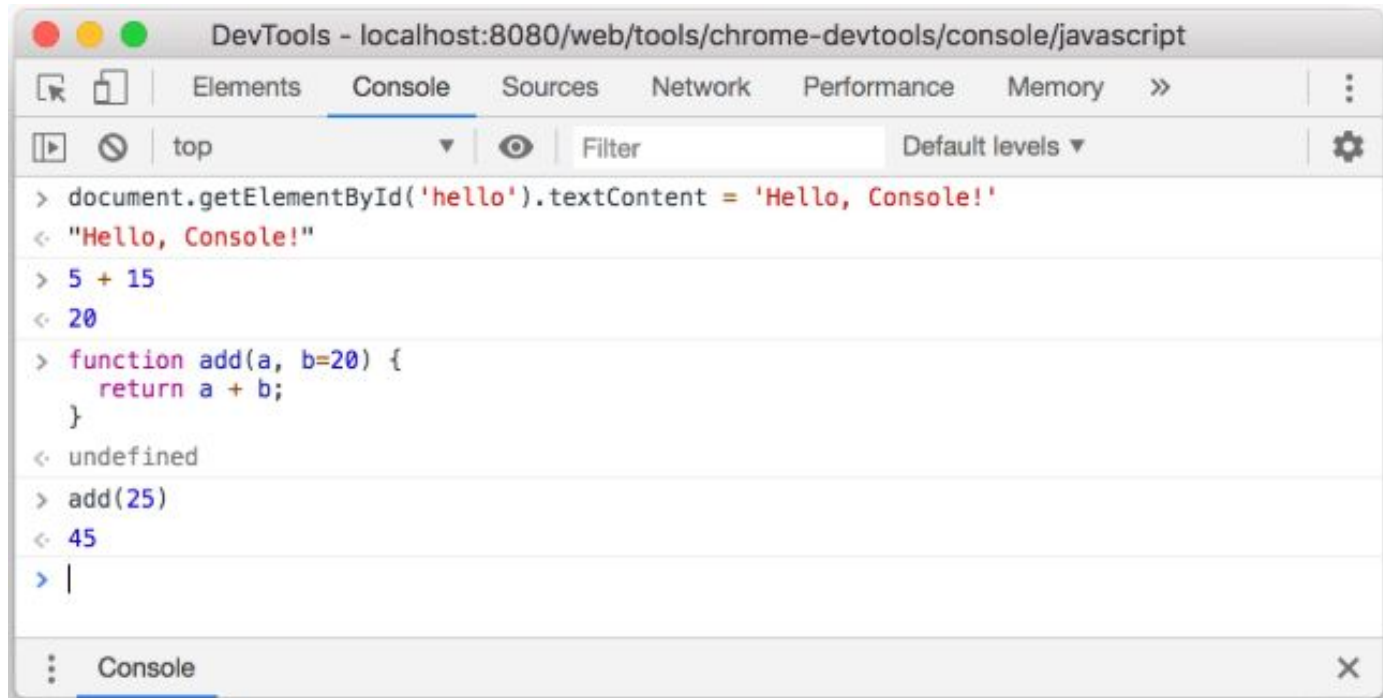 DevTools - localhost:8080/web/tools/chrome-devtools/console/javascript
Elements Console Sources Network Performance Memory »
top ▼ Filter Default levels ▼
> document.getElementById('hello').textContent = 'Hello, Console!'
<· "Hello, Console!"
> 5 + 15
<· 20
> function add(a, b=20) {
    return a + b;
  }
<· undefined
> add(25)
<· 45
>
Console